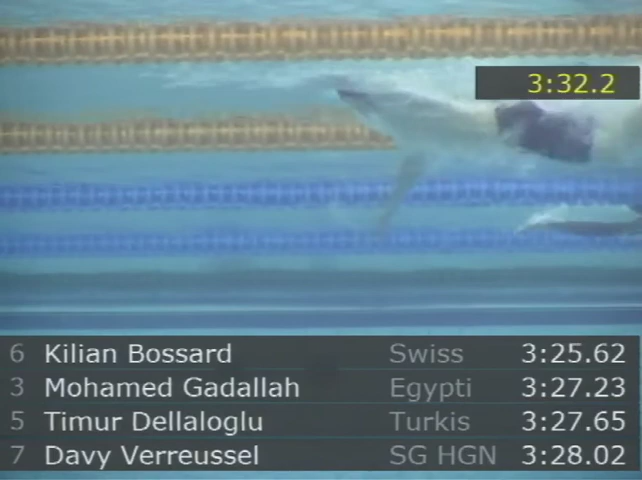 3:32.2
6 Kilian Bossard Swiss 3:25.62
3 Mohamed Gadallah Egypti 3:27.23
5 Timur Dellaloglu Turkis 3:27.65
7 Davy Verreussel SG HGN 3:28.02